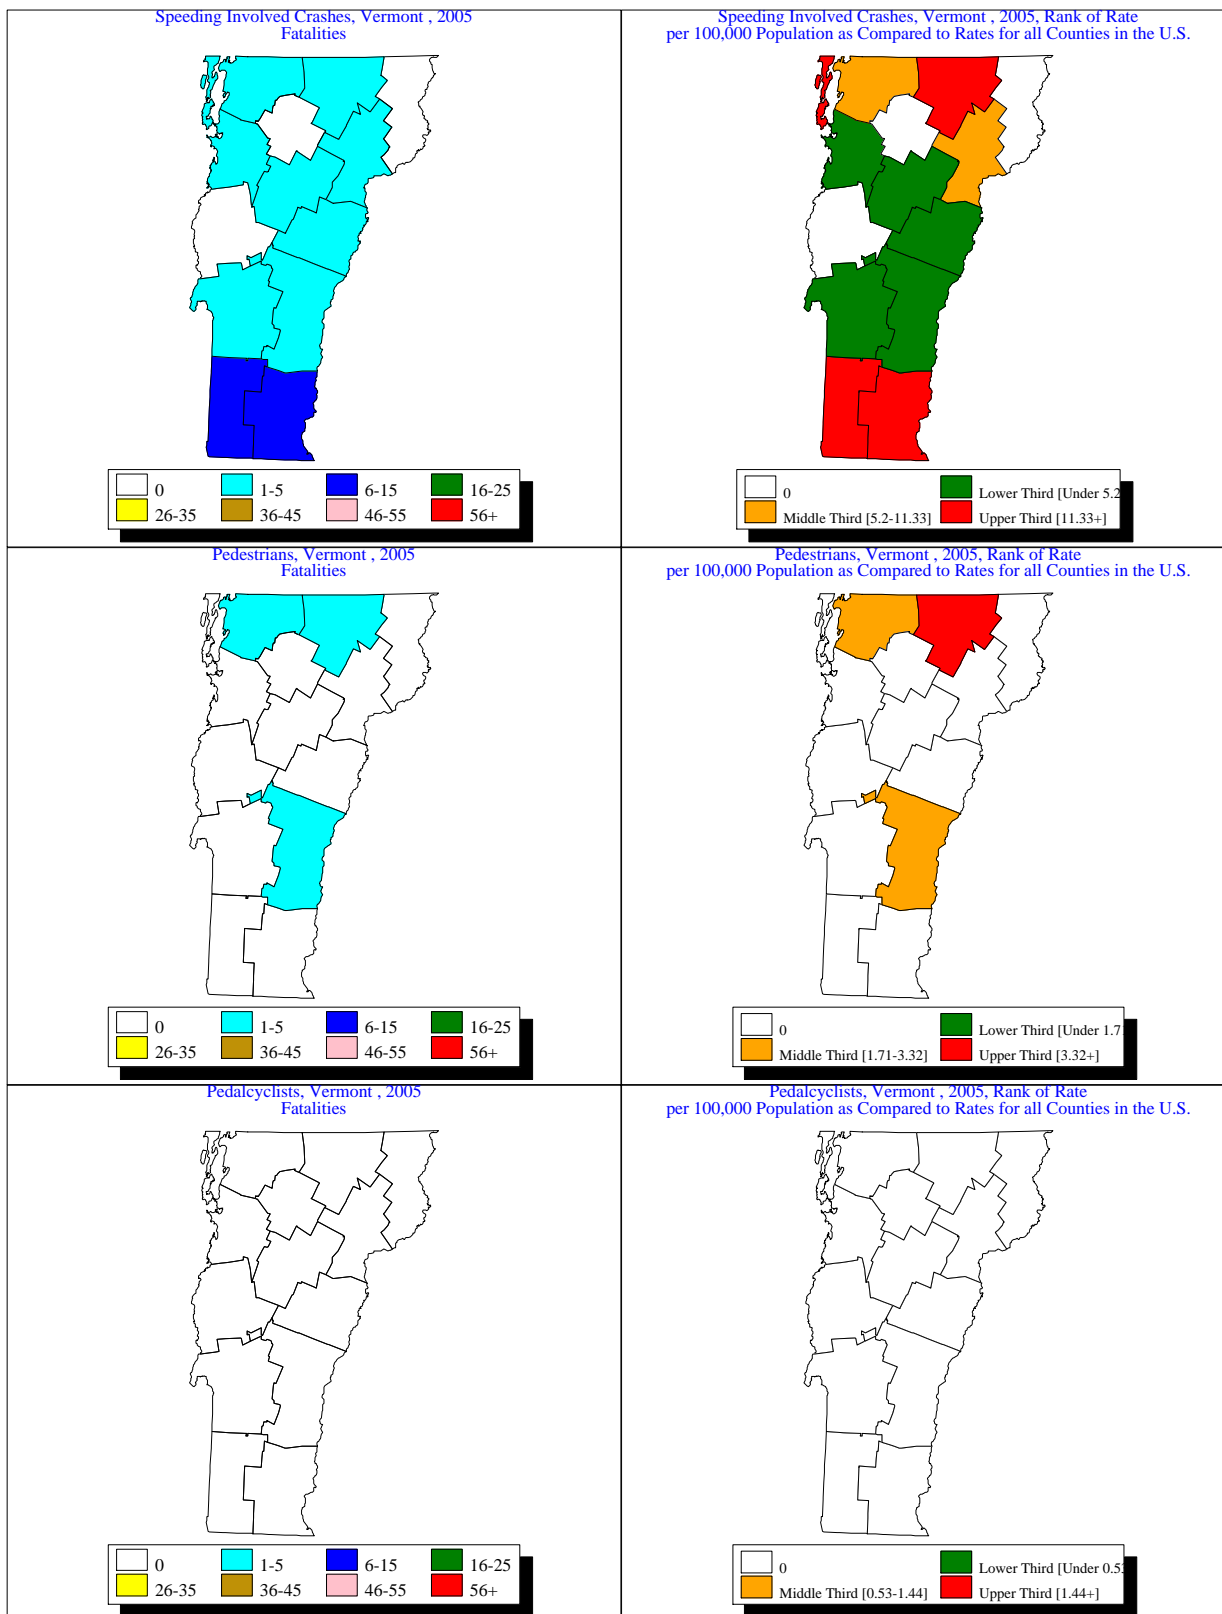 Speeding Involved Crashes, Vermont , 2005
Fatalities
0
1-5
6-15
16-25
26-35
36-45
46-55
56+
Speeding Involved Crashes, Vermont , 2005, Rank of Rate
per 100,000 Population as Compared to Rates for all Counties in the U.S.
0
Lower Third [Under 5.2
Middle Third [5.2-11.33]
Upper Third [11.33+]
Pedestrians, Vermont , 2005
Fatalities
0
1-5
6-15
16-25
26-35
36-45
46-55
56+
Pedestrians, Vermont , 2005, Rank of Rate
per 100,000 Population as Compared to Rates for all Counties in the U.S.
0
Lower Third [Under 1.7
Middle Third [1.71-3.32]
Upper Third [3.32+]
Pedalcyclists, Vermont , 2005
Fatalities
0
1-5
6-15
16-25
26-35
36-45
46-55
56+
Pedalcyclists, Vermont , 2005, Rank of Rate
per 100,000 Population as Compared to Rates for all Counties in the U.S.
0
Lower Third [Under 0.53
Middle Third [0.53-1.44]
Upper Third [1.44+]